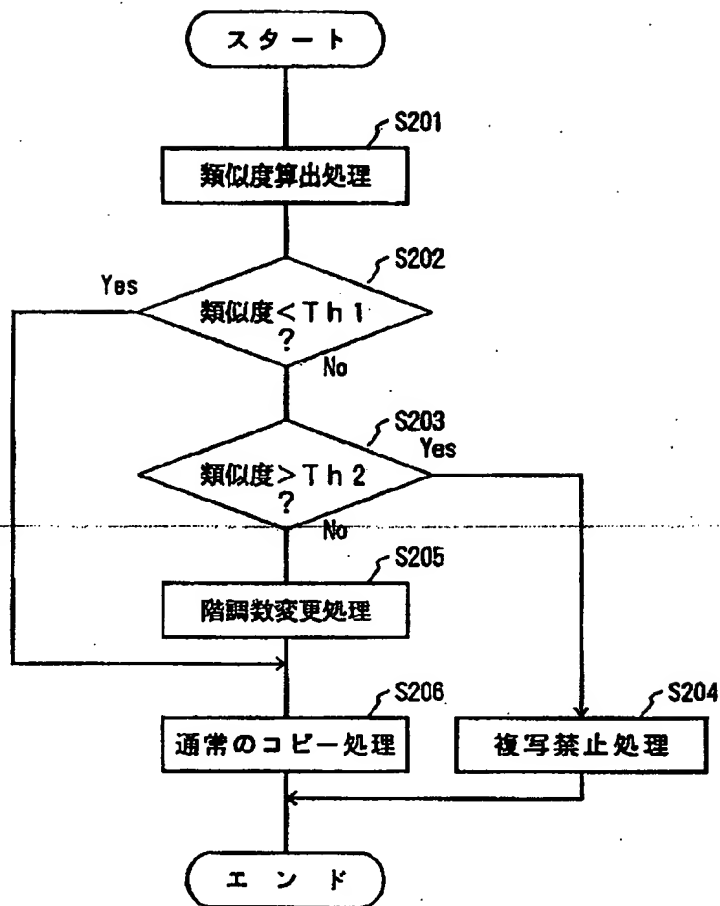 スタート
S201
類似度算出処理
S202
Yes
類似度<Th1
?
No
S203
Yes
類似度>Th2
?
No
S205
階調数変更処理
S206
通常のコピー処理
S204
複写禁止処理
エンド